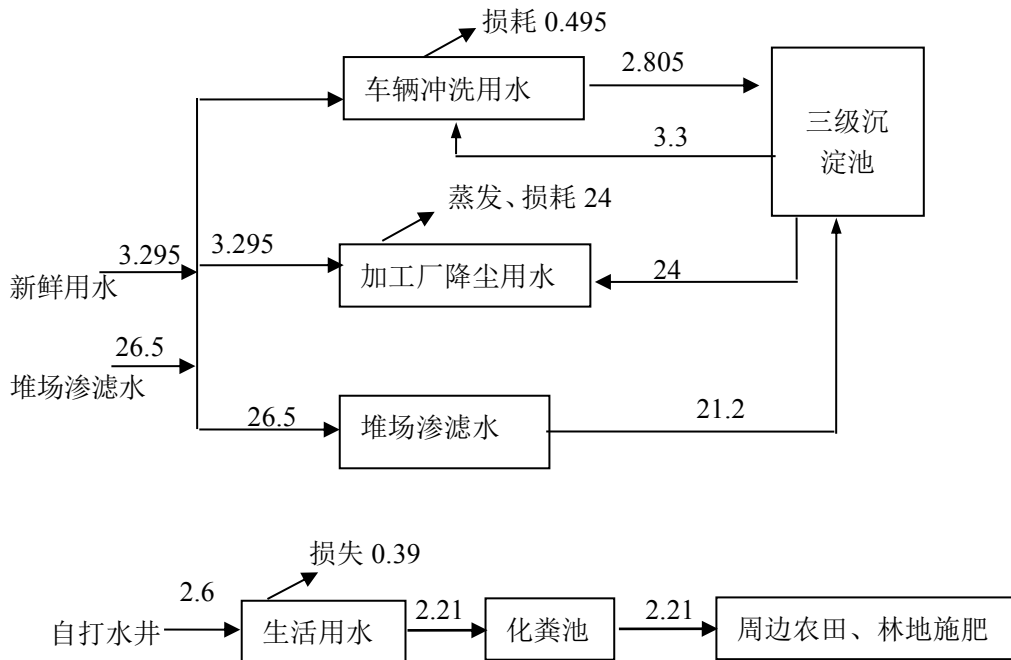 损耗 0.495
车辆冲洗用水
2.805
三级沉
淀池
3.3
蒸发、损耗 24
3.295
3.295
新鲜用水
加工厂降尘用水
24
26.5
堆场渗滤水
26.5
堆场渗滤水
21.2
损失 0.39
2.6
自打水井
生活用水
2.21
化粪池
2.21
周边农田、林地施肥